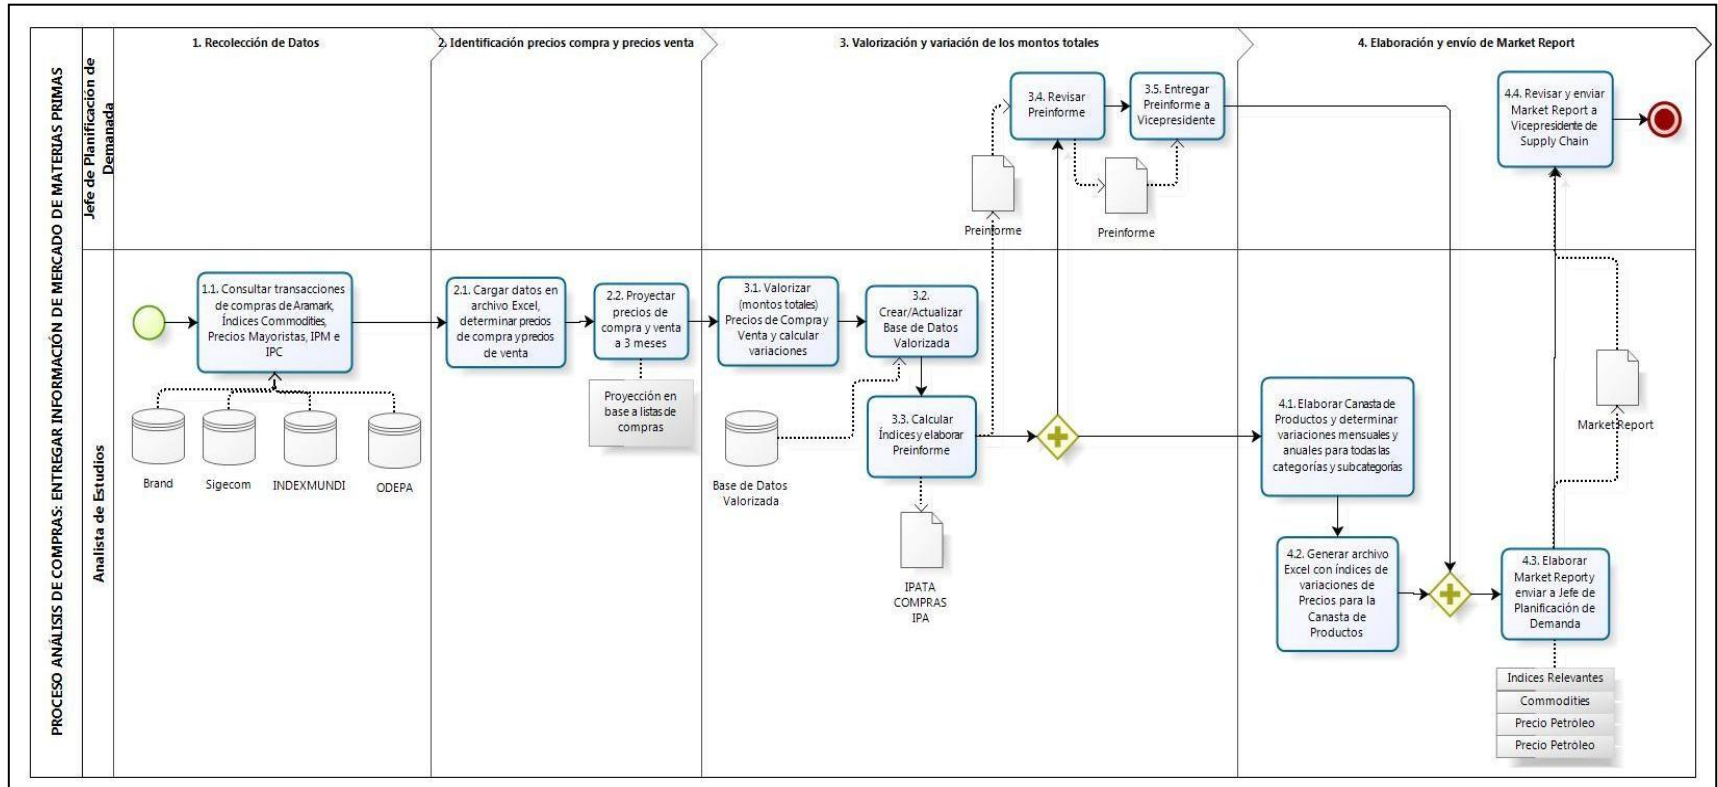 PROCESO ANÁLISIS DE COMPRAS: ENTREGAR INFORMACIÓN DE MERCADO DE MATERIAS PRIMAS
Jefe de Planificación de
Demanada
Analista de Estudios
1. Recolección de Datos
2. Identificación precios compra y precios venta
3. Valorización y variación de los montos totales
4. Elaboración y envío de Market Report
3.4. Revisar
Preinforme
3.5. Entregar
Preinforme a
Vicepresidente
4.4. Revisar y enviar
Market Report a
Vicepresidente de
Supply Chain
Preinforme
Preinforme
1.1. Consultar transacciones
de compras de Aramark,
Índices Commodities,
Precios Mayoristas, IPM e
IPC
Brand
Sigecom
INDEXMUNDI
ODEPA
2.1. Cargar datos en
archivo Excel,
determinar precios
de compra y precios
de venta
2.2. Proyectar
precios de
compra y venta
a 3 meses
Proyección en
base a listas de
compras
3.1. Valorizar
(montos totales)
Precios de Compra y
Venta y calcular
variaciones
3.2.
Crear/Actualizar
Base de Datos
Valorizada
Base de Datos
Valorizada
3.3. Calcular
Índices y elaborar
Preinforme
IPATA
COMPRAS
IPA
4.1. Elaborar Canasta de
Productos y determinar
variaciones mensuales y
anuales para todas las
categorías y subcategorías
4.2. Generar archivo
Excel con índices de
variaciones de
Precios para la
Canasta de
Productos
Market Report
4.3. Elaborar
Market Report y
enviar a Jefe de
Planificación de
Demanda
Indices Relevantes
Commodities
Precio Petróleo
Precio Petróleo